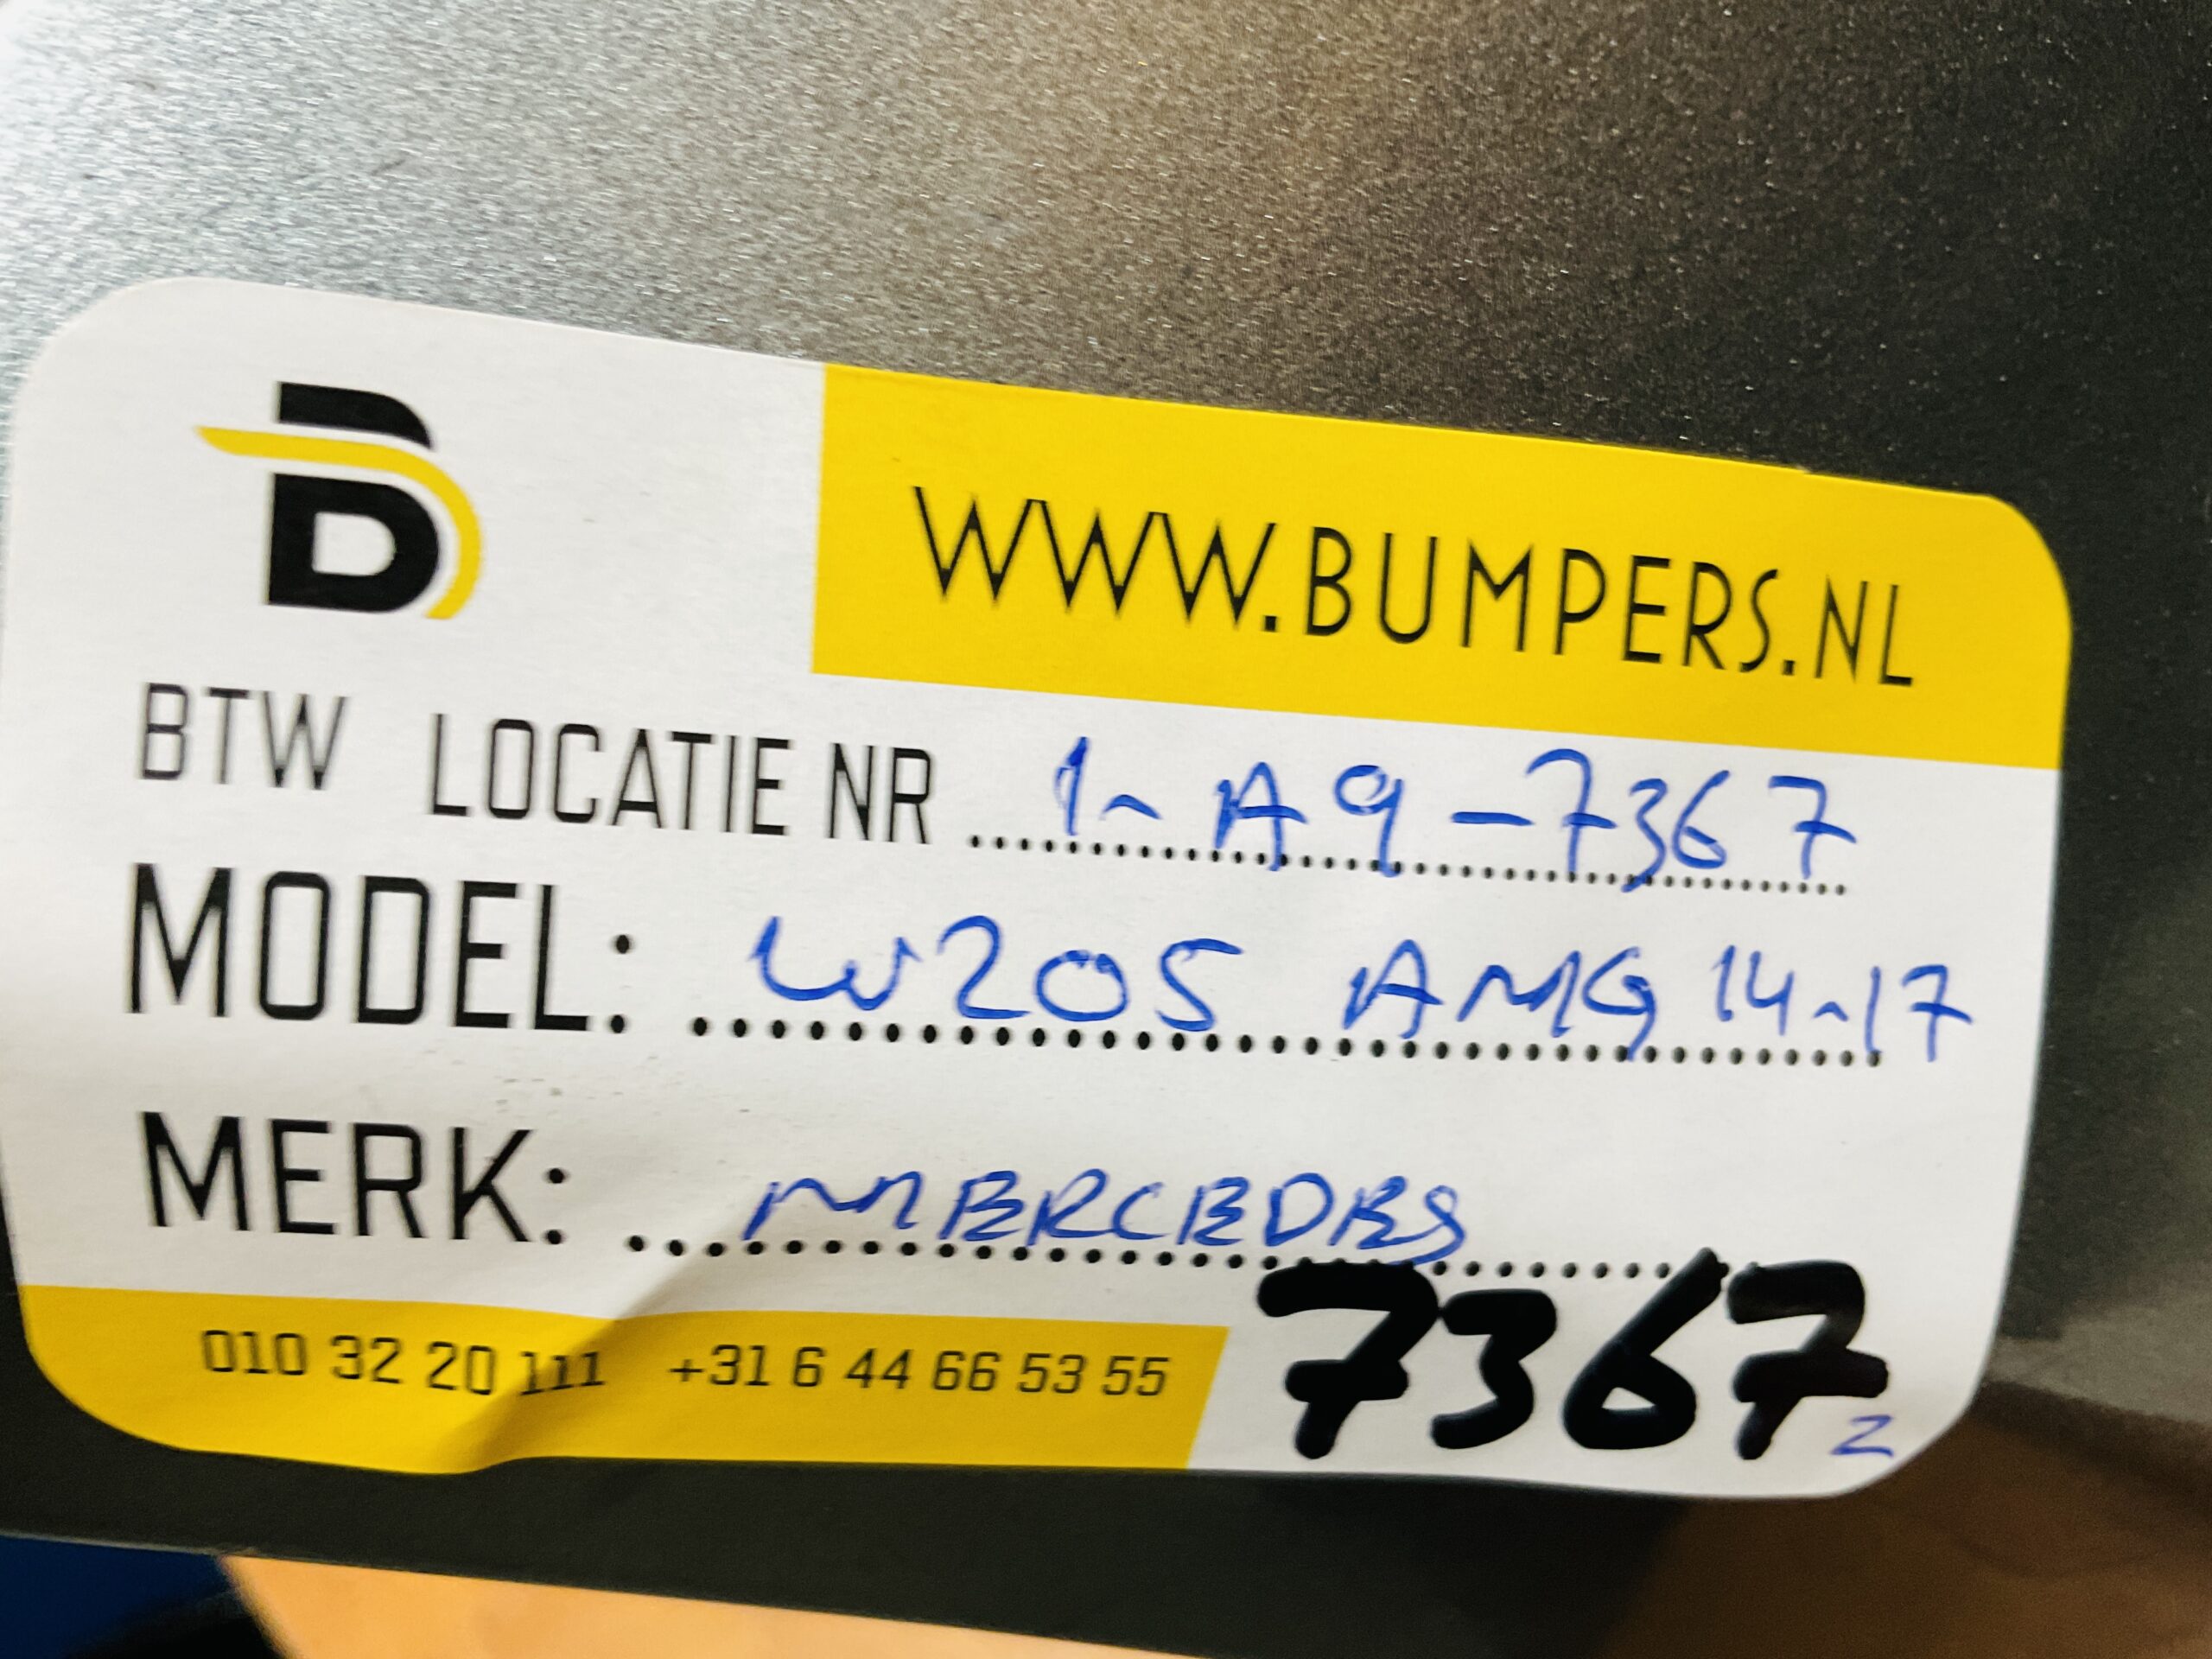 B
WWW.BUMPERS.NL
BTW LOCATIE NR 1-A9-7367
MODEL: W205 AMG 14-17
MERK: MERCEDES
010 32 20 111 +31 6 44 66 53 55
7367
z